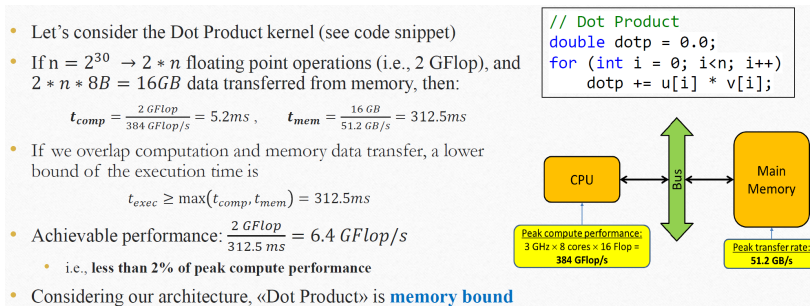 • Let's consider the Dot Product kernel (see code snippet)
• If n = 2^30 → 2 ∗ n floating point operations (i.e., 2 GFlop), and
2 ∗ n ∗ 8B = 16GB data transferred from memory, then:
t_comp = 2 GFlop / 384 GFlop/s = 5.2ms , t_mem = 16 GB / 51.2 GB/s = 312.5ms
• If we overlap computation and memory data transfer, a lower
bound of the execution time is
t_exec ≥ max(t_comp, t_mem) = 312.5ms
• Achievable performance: 2 GFlop / 312.5 ms = 6.4 GFlop/s
• i.e., less than 2% of peak compute performance
• Considering our architecture, «Dot Product» is memory bound
// Dot Product
double dotp = 0.0;
for (int i = 0; i<n; i++)
dotp += u[i] * v[i];
CPU
Bus
Main
Memory
Peak compute performance:
3 GHz × 8 cores × 16 Flop =
384 GFlop/s
Peak transfer rate:
51.2 GB/s